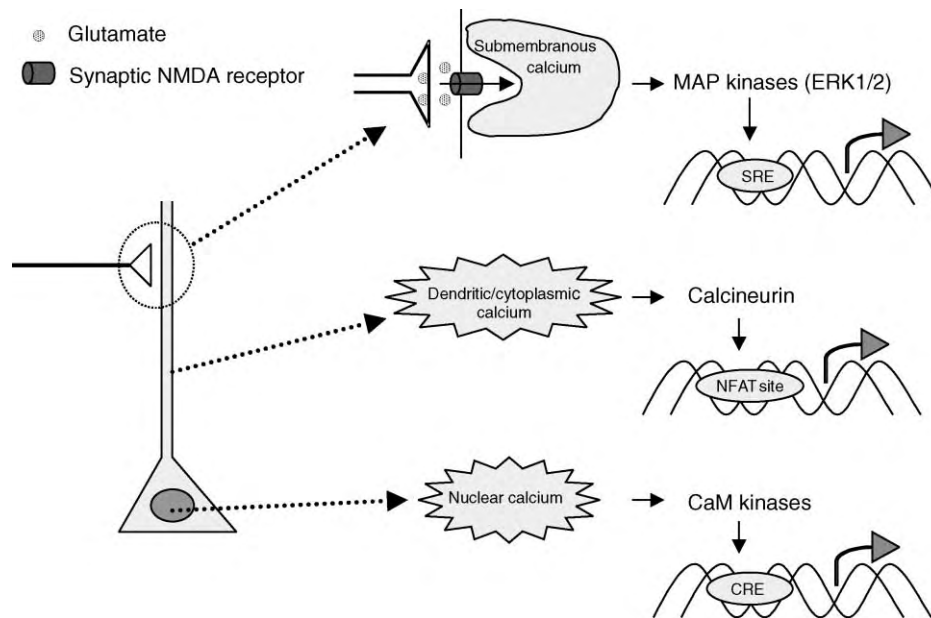 Glutamate
Synaptic NMDA receptor
Submembranous
calcium
MAP kinases (ERK1/2)
SRE
Dendritic/cytoplasmic
calcium
Calcineurin
NFAT site
Nuclear calcium
CaM kinases
CRE